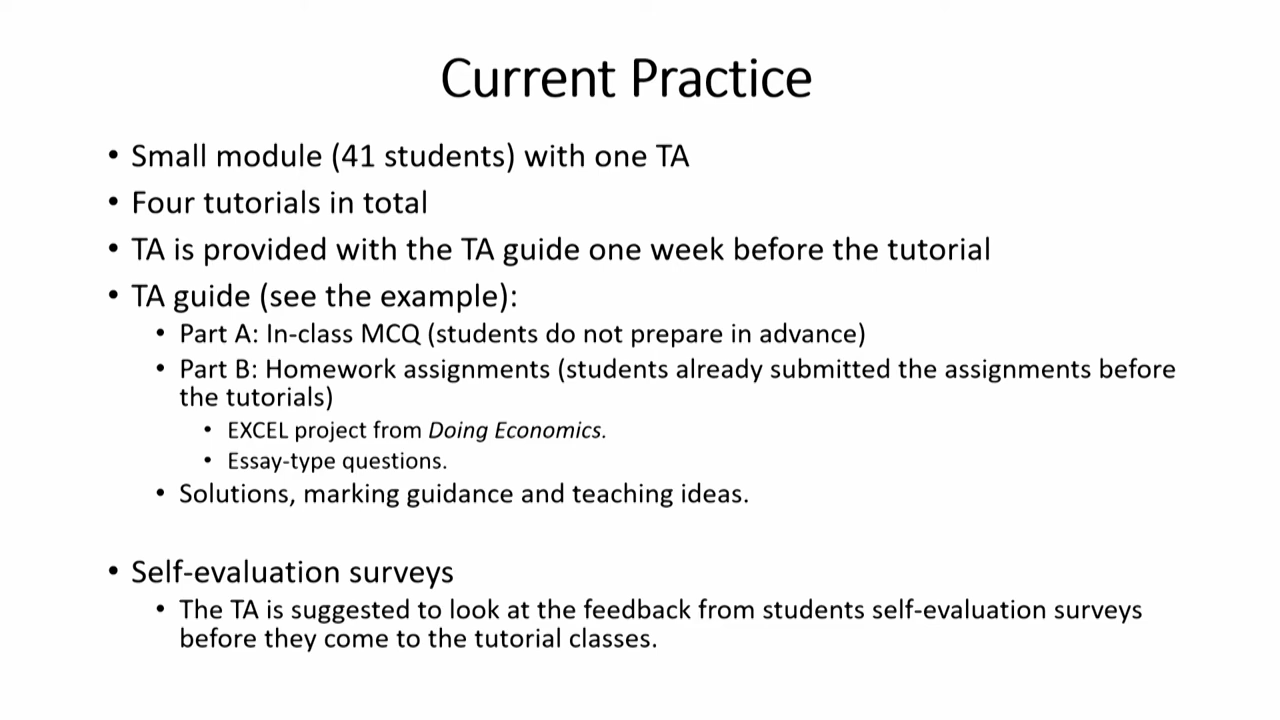 Current Practice
• Small module (41 students) with one TA
• Four tutorials in total
• TA is provided with the TA guide one week before the tutorial
• TA guide (see the example):
• Part A: In-class MCQ (students do not prepare in advance)
• Part B: Homework assignments (students already submitted the assignments before
the tutorials)
• EXCEL project from Doing Economics.
• Essay-type questions.
• Solutions, marking guidance and teaching ideas.
• Self-evaluation surveys
• The TA is suggested to look at the feedback from students self-evaluation surveys
before they come to the tutorial classes.